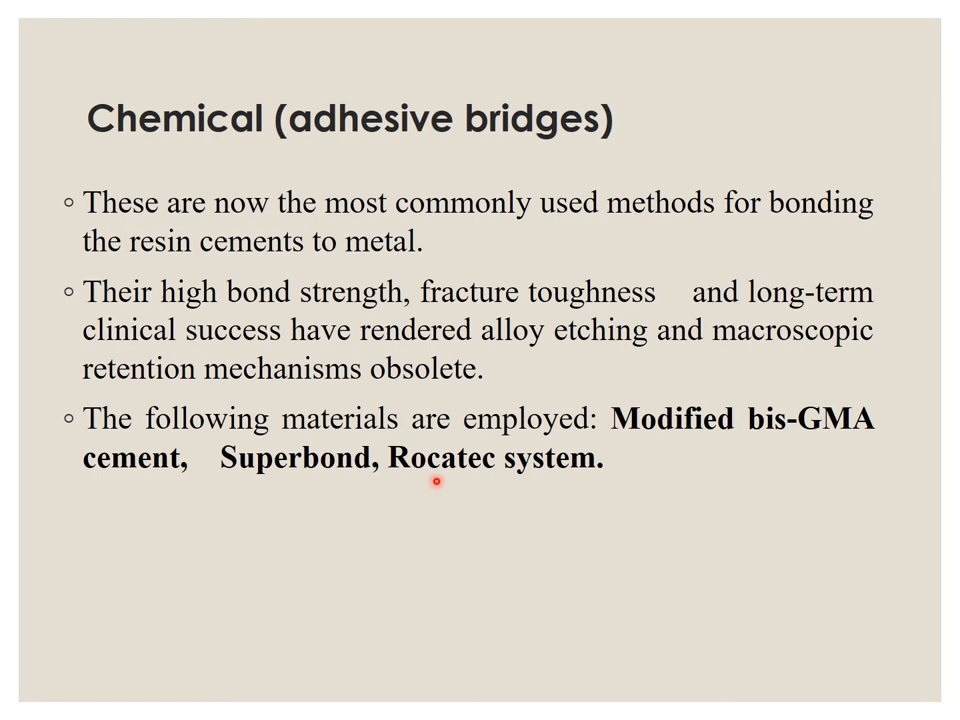 Chemical (adhesive bridges)
◦ These are now the most commonly used methods for bonding
the resin cements to metal.
◦ Their high bond strength, fracture toughness and long-term
clinical success have rendered alloy etching and macroscopic
retention mechanisms obsolete.
◦ The following materials are employed: Modified bis-GMA
cement, Superbond, Rocatec system.